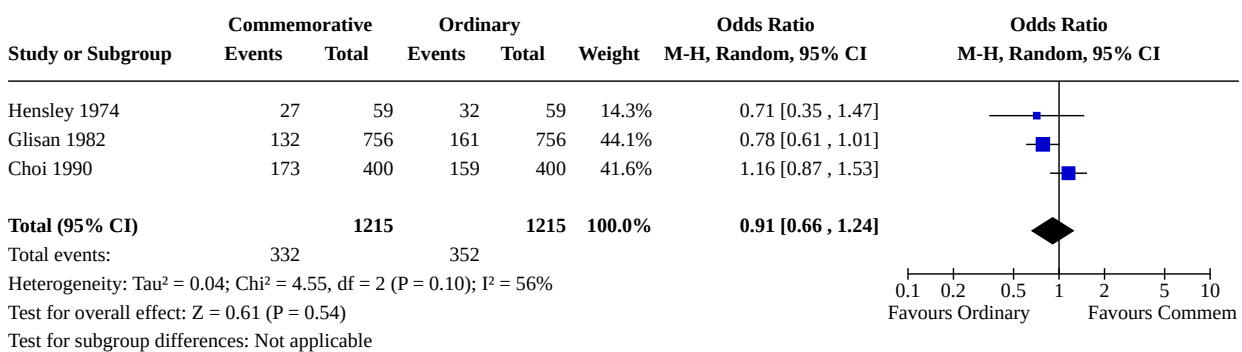 Commemorative Ordinary Odds Ratio Odds Ratio
Study or Subgroup Events Total Events Total Weight M-H, Random, 95% CI M-H, Random, 95% CI
Hensley 1974 27 59 32 59 14.3% 0.71 [0.35 , 1.47]
Glisan 1982 132 756 161 756 44.1% 0.78 [0.61 , 1.01]
Choi 1990 173 400 159 400 41.6% 1.16 [0.87 , 1.53]
Total (95% CI) 1215 1215 100.0% 0.91 [0.66 , 1.24]
Total events: 332 352
Heterogeneity: Tau² = 0.04; Chi² = 4.55, df = 2 (P = 0.10); I² = 56%
0.1 0.2 0.5 1 2 5 10
Test for overall effect: Z = 0.61 (P = 0.54) Favours Ordinary Favours Commem
Test for subgroup differences: Not applicable